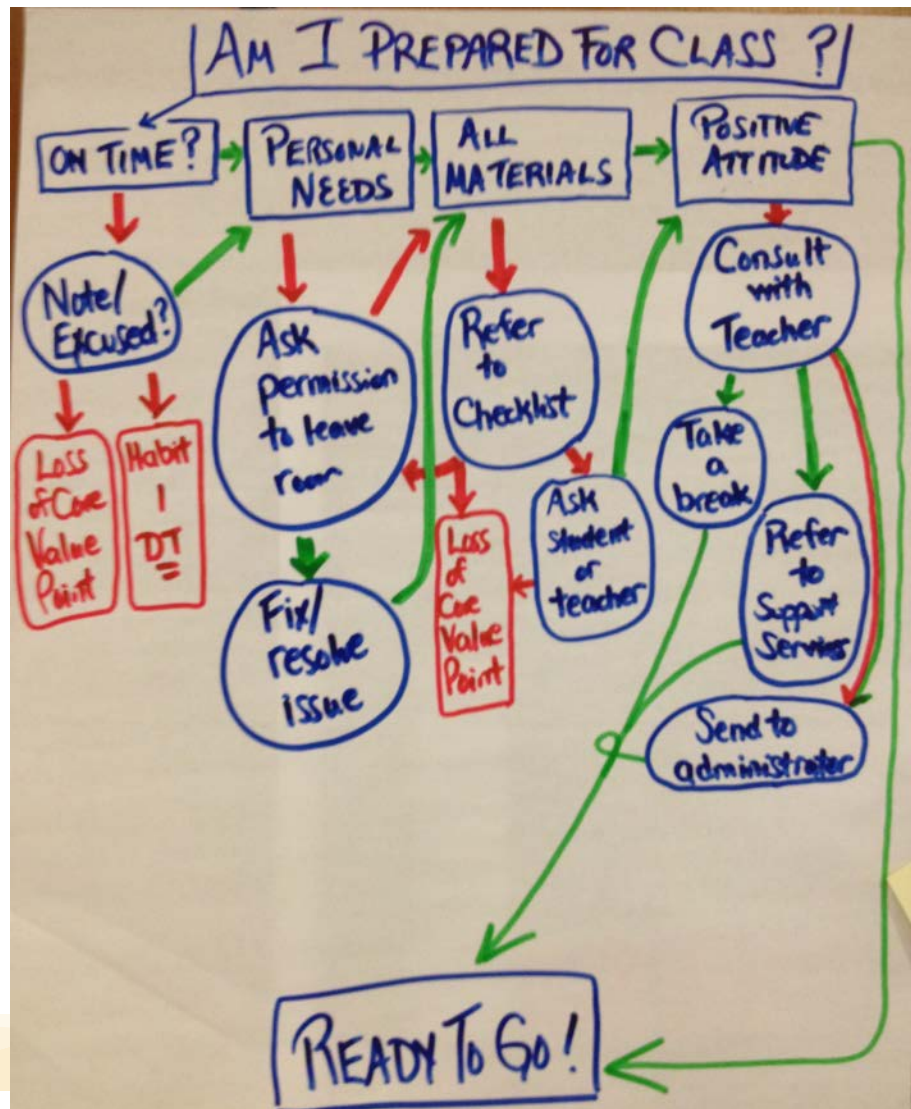 AM I PREPARED FOR CLASS ?
ON TIME?
PERSONAL
NEEDS
ALL
MATERIALS
POSITIVE
ATTITUDE
Note/
Excused?
Loss
of Core
Value
Point
Habit
1
DT
Ask
permission
to leave
room
Fix/
resolve
issue
Refer
to
Checklist
Loss
of
Core
Value
Point
Ask
student
or
teacher
Consult
with
Teacher
Take
a
break
Refer
to
Support
Services
Send to
administrator
READY TO GO!